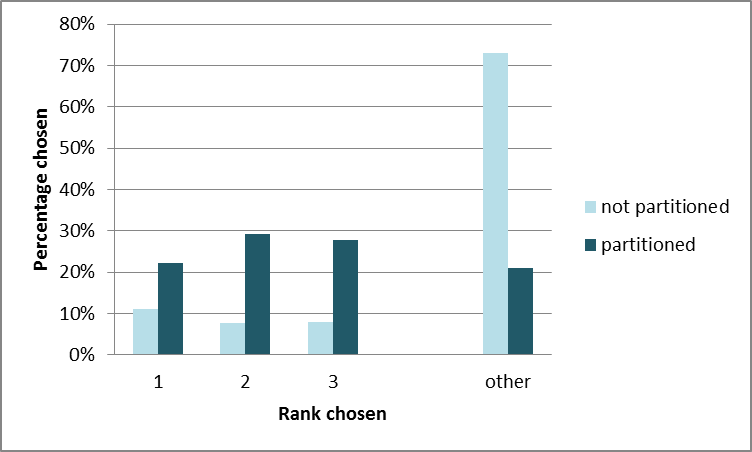 80%
70%
60%
50%
40%
30%
20%
10%
0%
Percentage chosen
1 2 3 other
Rank chosen
not partitioned
partitioned